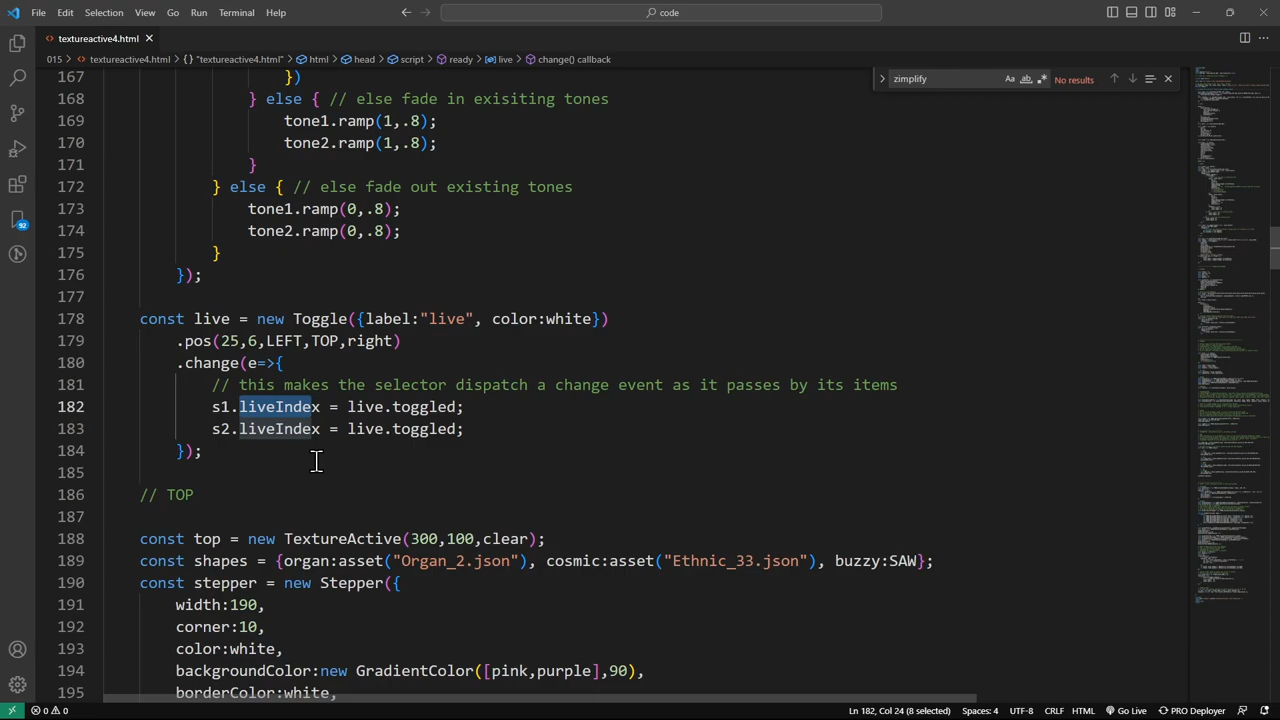 File Edit Selection View Go Run Terminal Help
code
textureactive4.html
015 > textureactive4.html > {} "textureactive4.html" > html > head > script > ready > live > change() callback
zimplify
Aa ab .* No results
167 })
168 } else { // else fade in exisiting tones
169 tone1.ramp(1,.8);
170 tone2.ramp(1,.8);
171 }
172 } else { // else fade out existing tones
173 tone1.ramp(0,.8);
174 tone2.ramp(0,.8);
175 }
176 });
177
178 const live = new Toggle({label:"live", color:white})
179 .pos(25,6,LEFT,TOP,right)
180 .change(e=>{
181 // this makes the selector dispatch a change event as it passes by its items
182 s1.liveIndex = live.toggled;
183 s2.liveIndex = live.toggled;
184 });
185
186 // TOP
187
188 const top = new TextureActive(300,100,clear);
189 const shapes = {organ:asset("Organ_2.json"), cosmic:asset("Ethnic_33.json"), buzzy:SAW};
190 const stepper = new Stepper({
191 width:190,
192 corner:10,
193 color:white,
194 backgroundColor:new GradientColor([pink,purple],90),
195 borderColor:white,
92
0 0 Ln 182, Col 24 (8 selected) Spaces: 4 UTF-8 CRLF HTML Go Live PRO Deployer